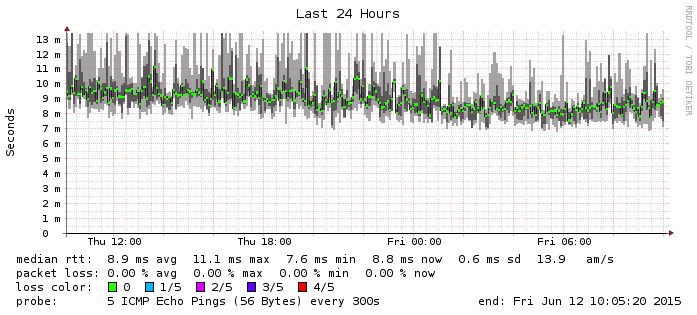 Last 24 Hours
RRDTOOL / TOBI OETIKER
Seconds
13 m
12 m
11 m
10 m
9 m
8 m
7 m
6 m
5 m
4 m
3 m
2 m
1 m
0
Thu 12:00 Thu 18:00 Fri 00:00 Fri 06:00
median rtt: 8.9 ms avg 11.1 ms max 7.6 ms min 8.8 ms now 0.6 ms sd 13.9 am/s
packet loss: 0.00 % avg 0.00 % max 0.00 % min 0.00 % now
loss color: 0 1/5 2/5 3/5 4/5
probe: 5 ICMP Echo Pings (56 Bytes) every 300s end: Fri Jun 12 10:05:20 2015